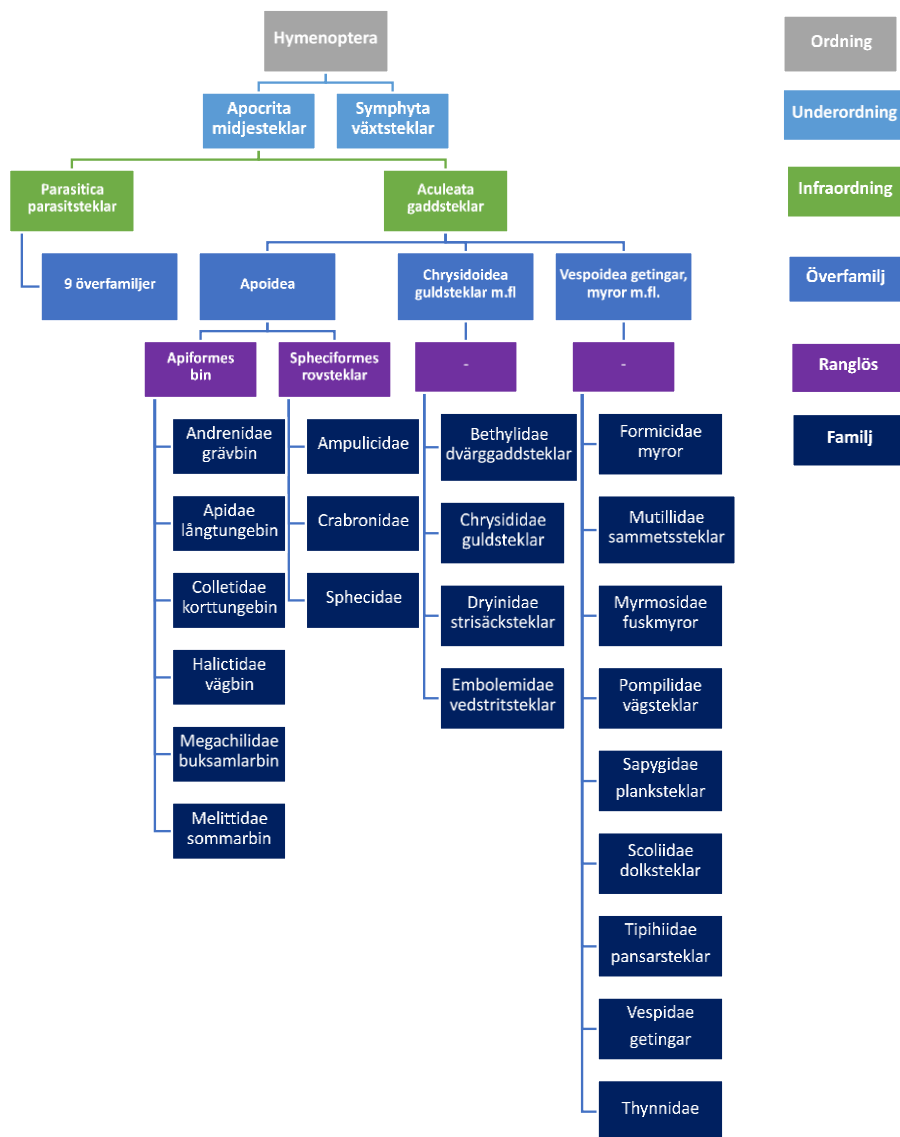 Hymenoptera
Ordning
Apocrita
midjesteklar
Symphyta
växtsteklar
Underordning
Parasitica
parasitsteklar
Aculeata
gaddsteklar
Infraordning
9 överfamiljer
Apoidea
Chrysidoidea
guldsteklar m.fl
Vespoidea getingar,
myror m.fl.
Överfamilj
Apiformes
bin
Spheciformes
rovsteklar
-
-
Ranglös
Andrenidae
grävbin
Apidae
långtungebin
Colletidae
korttungebin
Halictidae
vägbin
Megachilidae
buksamlarbin
Melittidae
sommarbin
Ampulicidae
Crabronidae
Sphecidae
Bethylidae
dvärggaddsteklar
Chrysididae
guldsteklar
Dryinidae
strisäcksteklar
Embolemidae
vedstritsteklar
Formicidae
myror
Mutillidae
sammetssteklar
Myrmosidae
fuskmyror
Pompilidae
vägsteklar
Sapygidae
planksteklar
Scoliidae
dolksteklar
Tipihiidae
pansarsteklar
Vespidae
getingar
Thynnidae
Familj